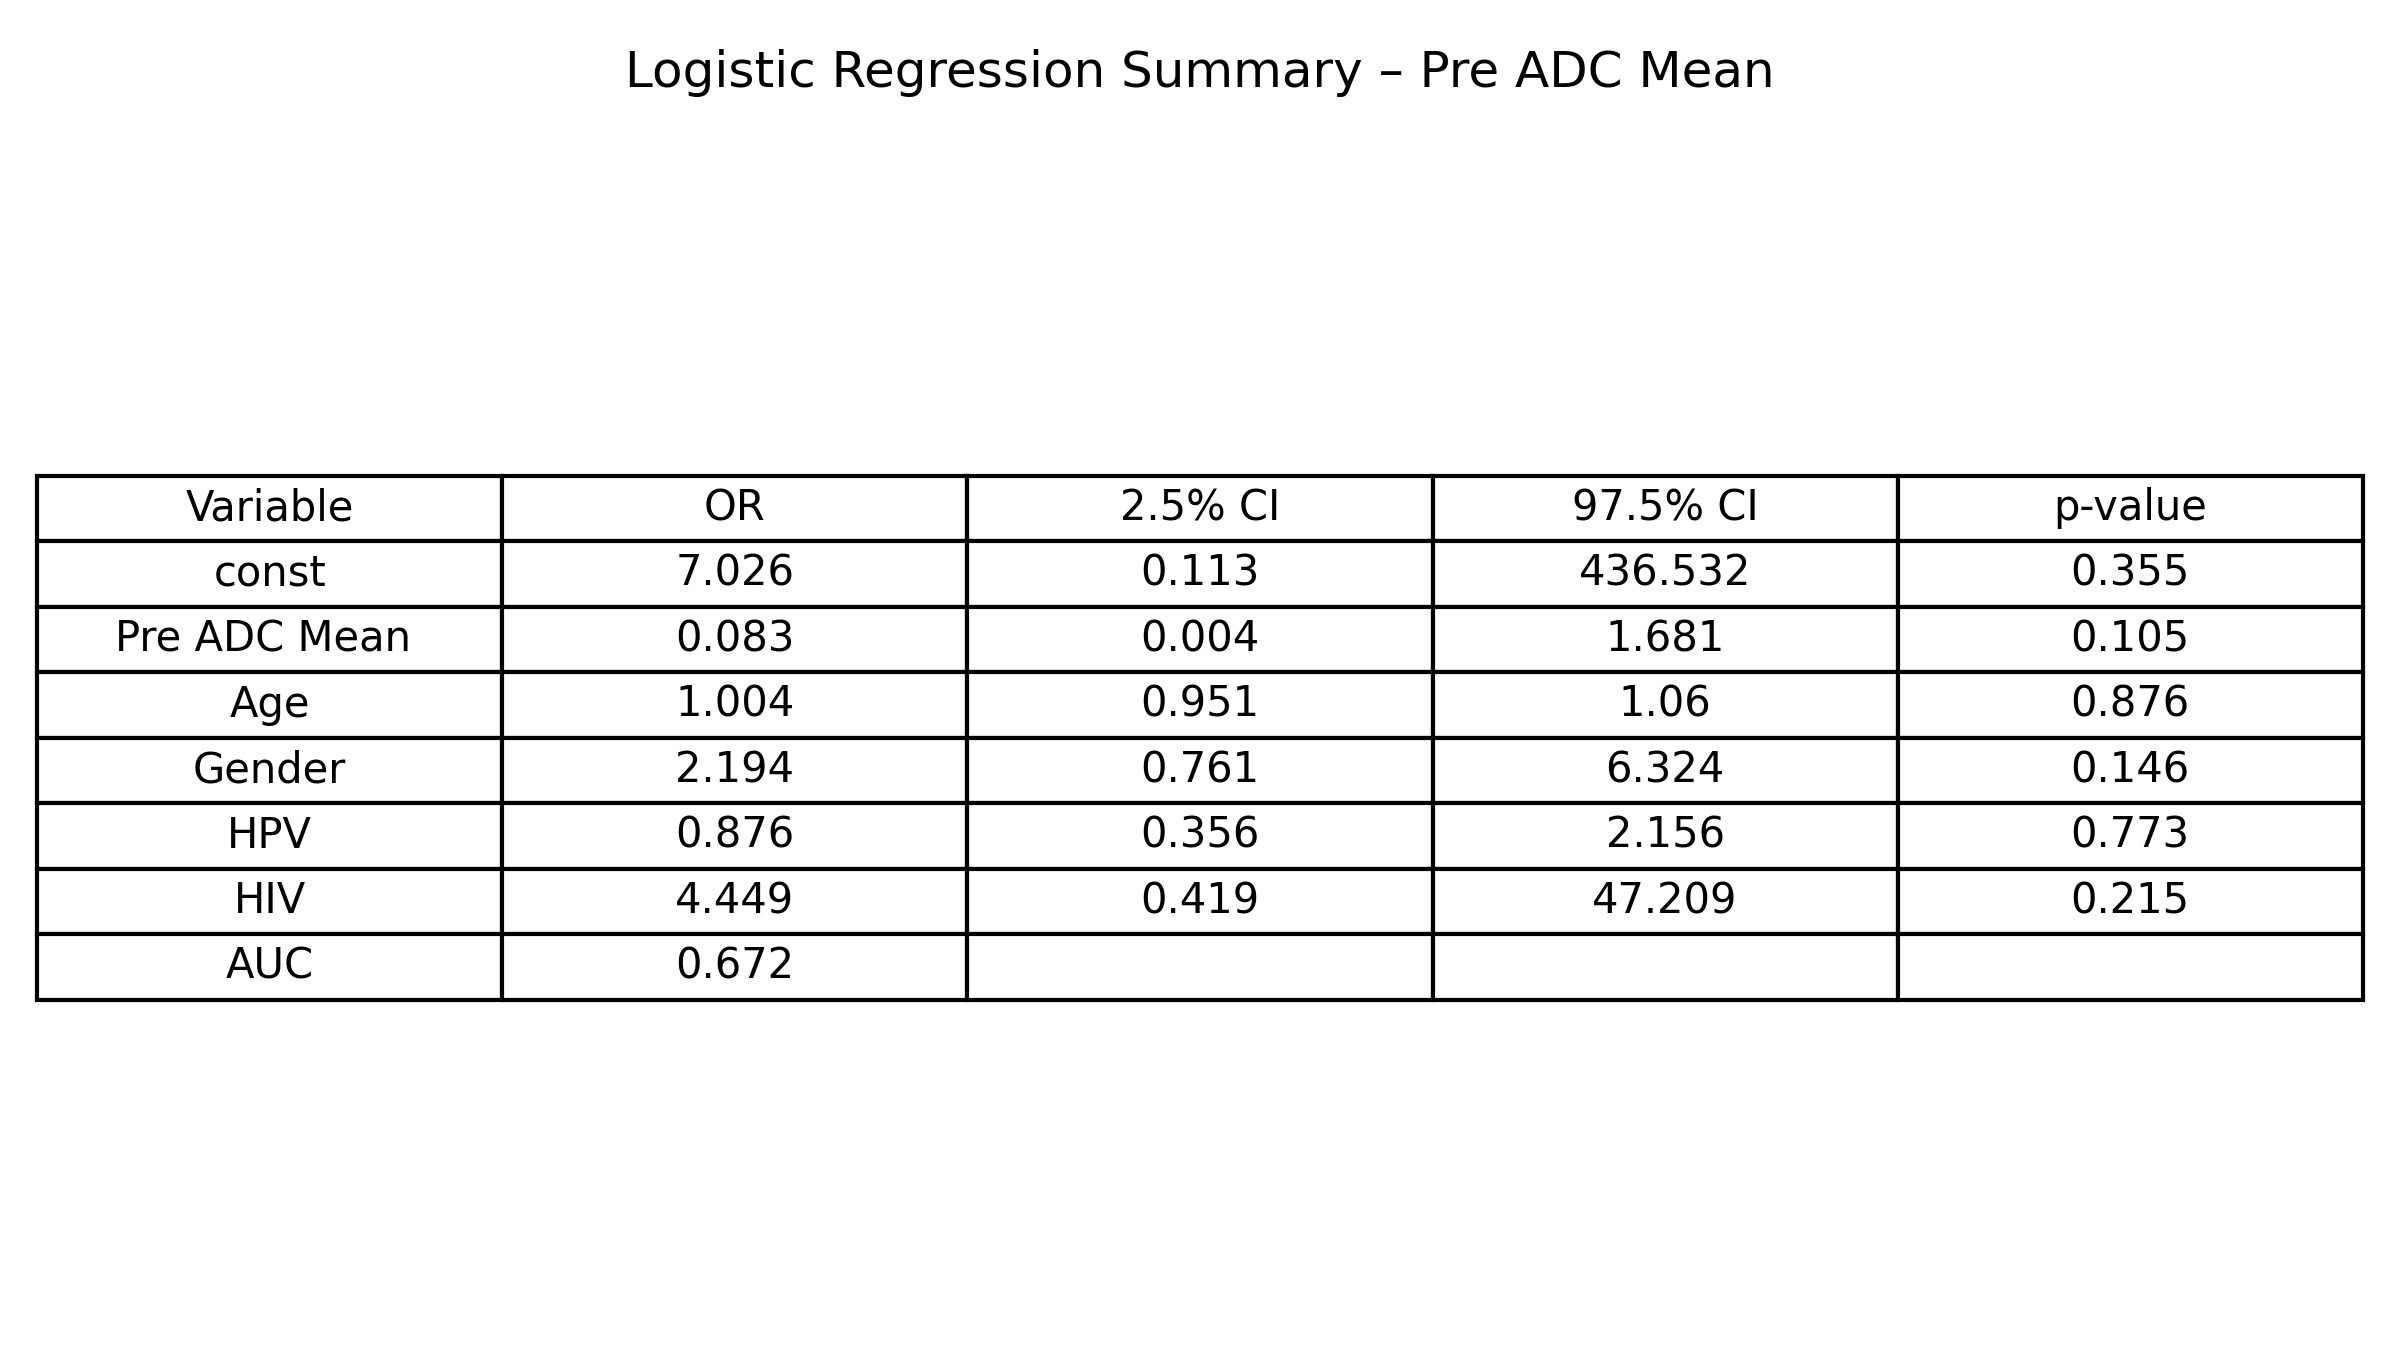 Logistic Regression Summary – Pre ADC Mean
Variable OR 2.5% CI 97.5% CI p-value
const 7.026 0.113 436.532 0.355
Pre ADC Mean 0.083 0.004 1.681 0.105
Age 1.004 0.951 1.06 0.876
Gender 2.194 0.761 6.324 0.146
HPV 0.876 0.356 2.156 0.773
HIV 4.449 0.419 47.209 0.215
AUC 0.672